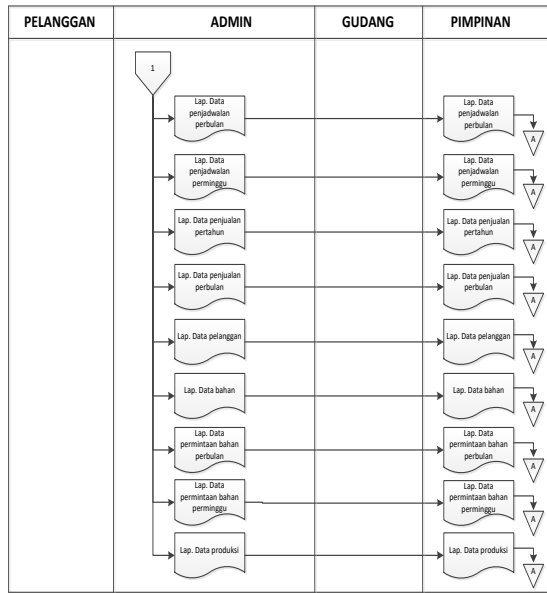 PELANGGAN ADMIN GUDANG PIMPINAN
1
Lap. Data
penjadwalan
perbulan
Lap. Data
penjadwalan
perbulan
A
Lap. Data
penjadwalan
perminggu
Lap. Data
penjadwalan
perminggu
A
Lap. Data penjualan
pertahun
Lap. Data penjualan
pertahun
A
Lap. Data penjualan
perbulan
Lap. Data penjualan
perbulan
A
Lap. Data pelanggan
Lap. Data pelanggan
A
Lap. Data bahan
Lap. Data bahan
A
Lap. Data
permintaan bahan
perbulan
Lap. Data
permintaan bahan
perbulan
A
Lap. Data
permintaan bahan
perminggu
Lap. Data
permintaan bahan
perminggu
A
Lap. Data produksi
Lap. Data produksi
A